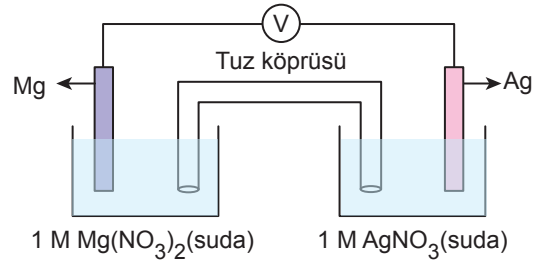 V
Tuz köprüsü
Mg
Ag
1 M Mg(NO₃)₂(suda)
1 M AgNO₃(suda)